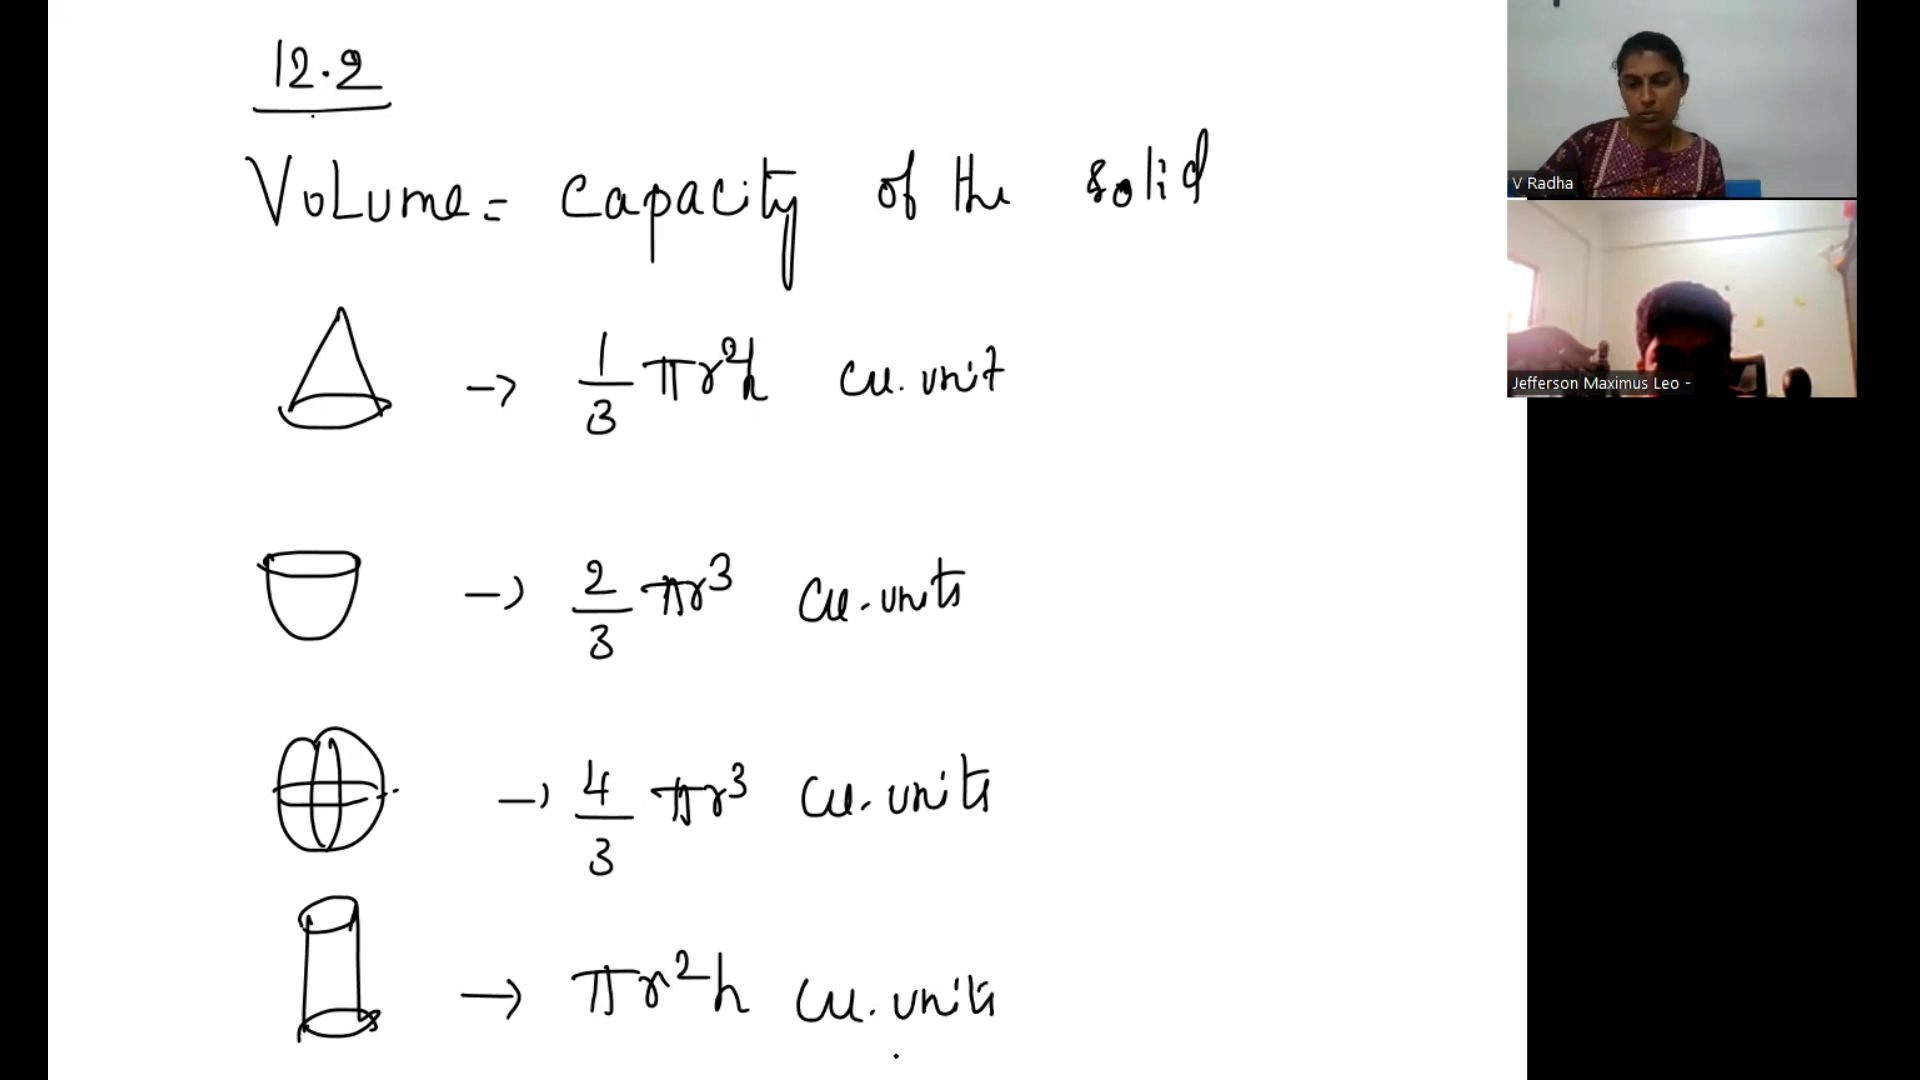 12.2
Volume = capacity of the solid
→ 1/3 πr²h cu. unit
→ 2/3 πr³ cu. units
→ 4/3 πr³ cu. units
→ πr²h cu. units
V Radha
Jefferson Maximus Leo -